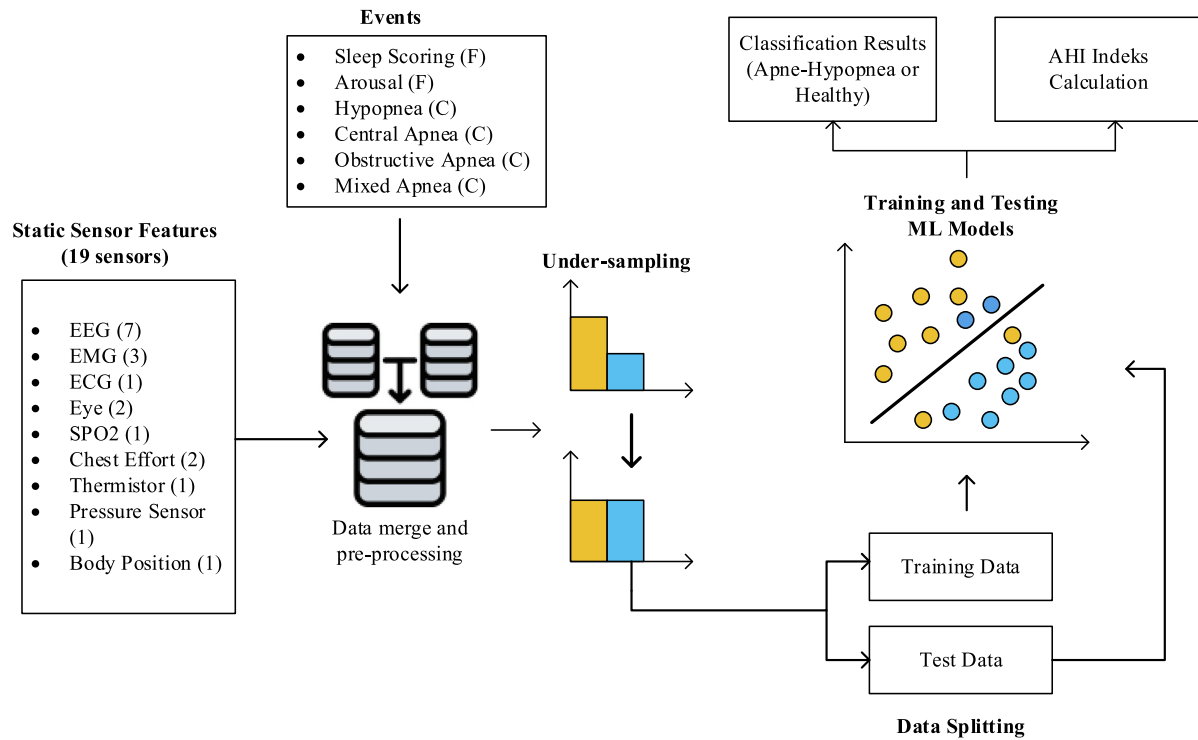 Events
• Sleep Scoring (F)
• Arousal (F)
• Hypopnea (C)
• Central Apnea (C)
• Obstructive Apnea (C)
• Mixed Apnea (C)
Static Sensor Features
(19 sensors)
• EEG (7)
• EMG (3)
• ECG (1)
• Eye (2)
• SPO2 (1)
• Chest Effort (2)
• Thermistor (1)
• Pressure Sensor
(1)
• Body Position (1)
Data merge and
pre-processing
Under-sampling
Classification Results
(Apne-Hypopnea or
Healthy)
AHI Indeks
Calculation
Training and Testing
ML Models
Training Data
Test Data
Data Splitting